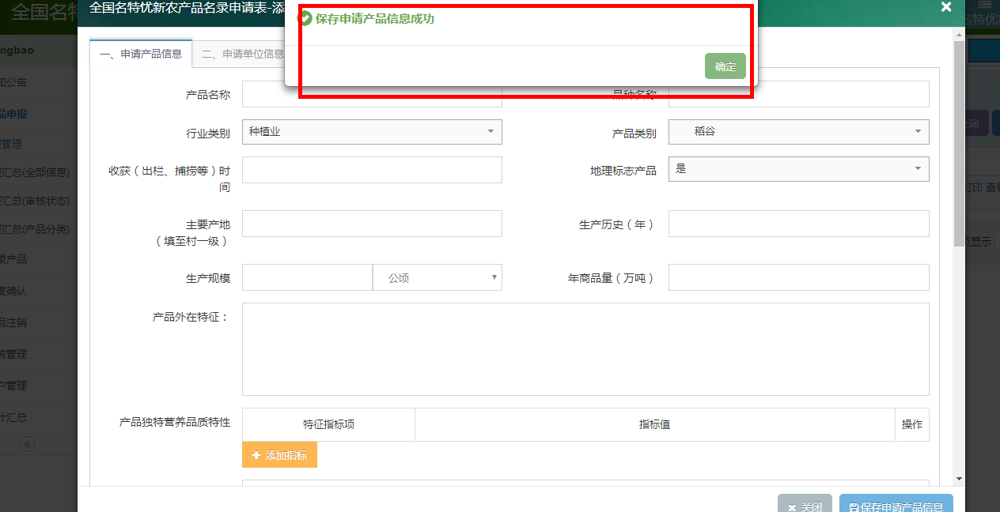 全国名特
全国名特优新农产品名录申请表-添
保存申请产品信息成功
确定
名特优
ngbao
一、申请产品信息
二、申请单位信息
知公告
品申报
管理
汇总(全部信息)
汇总(审核状态)
汇总(产品分类)
录产品
度确认
品注销
统管理
户管理
计汇总
产品名称
品种名称
行业类别
种植业
产品类别
稻谷
查询
收获（出栏、捕捞等）时
间
地理标志产品
是
打印 查看
主要产地
（填至村一级）
生产历史（年）
页显示
生产规模
公顷
年商品量（万吨）
产品外在特征：
产品独特营养品质特性
特征指标项
指标值
操作
添加指标
关闭
保存申请产品信息